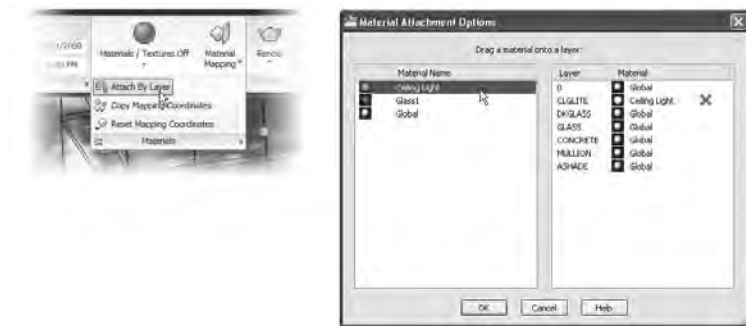 Materials / Textures Off
Material
Mapping
Render
Attach By Layer
Copy Mapping Coordinates
Reset Mapping Coordinates
Materials
Material Attachment Options
Drag a material onto a layer:
Material Name
Ceiling Light
Glass1
Global
Layer Material
0 Global
CLGLITE Ceiling Light
DKGLASS Global
GLASS Global
CONCRETE Global
MULLION Global
ASHADE Global
OK Cancel Help